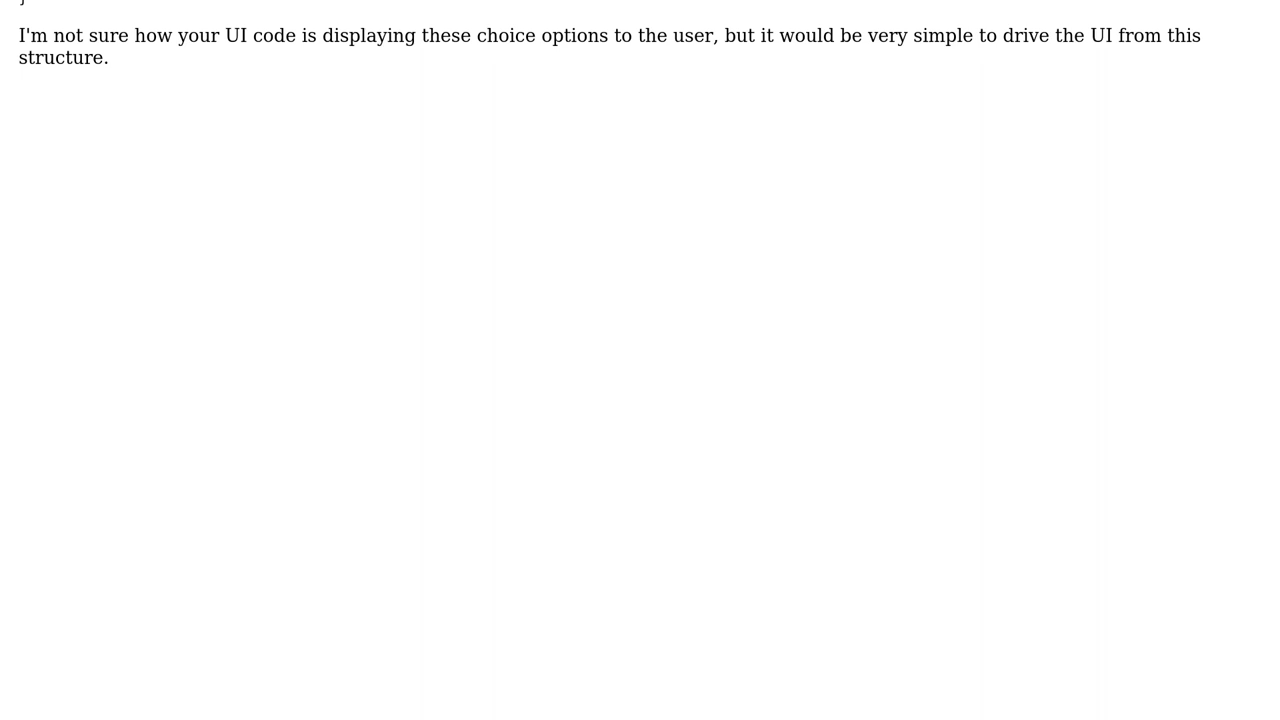 }
I'm not sure how your UI code is displaying these choice options to the user, but it would be very simple to drive the UI from this
structure.